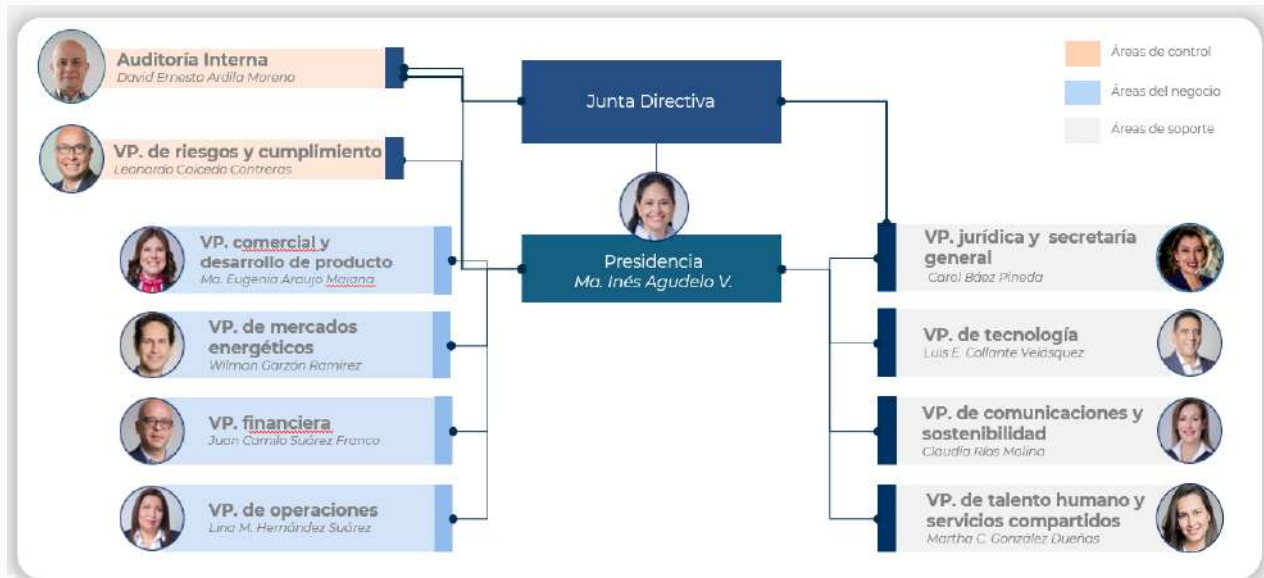 Auditoría Interna
David Ernesto Ardila Moreno
VP. de riesgos y cumplimiento
Leonardo Caicedo Contreras
VP. comercial y
desarrollo de producto
Ma. Eugenia Araujo Majana
VP. de mercados
energéticos
Wilman Garzón Ramírez
VP. financiera
Juan Camilo Suárez Franco
VP. de operaciones
Lina M. Hernández Suárez
Junta Directiva
Presidencia
Ma. Inés Agudelo V.
Áreas de control
Áreas del negocio
Áreas de soporte
VP. jurídica y secretaría
general
Carol Báez Pineda
VP. de tecnología
Luis E. Collante Velásquez
VP. de comunicaciones y
sostenibilidad
Claudia Ríos Molina
VP. de talento humano y
servicios compartidos
Martha C. González Dueñas